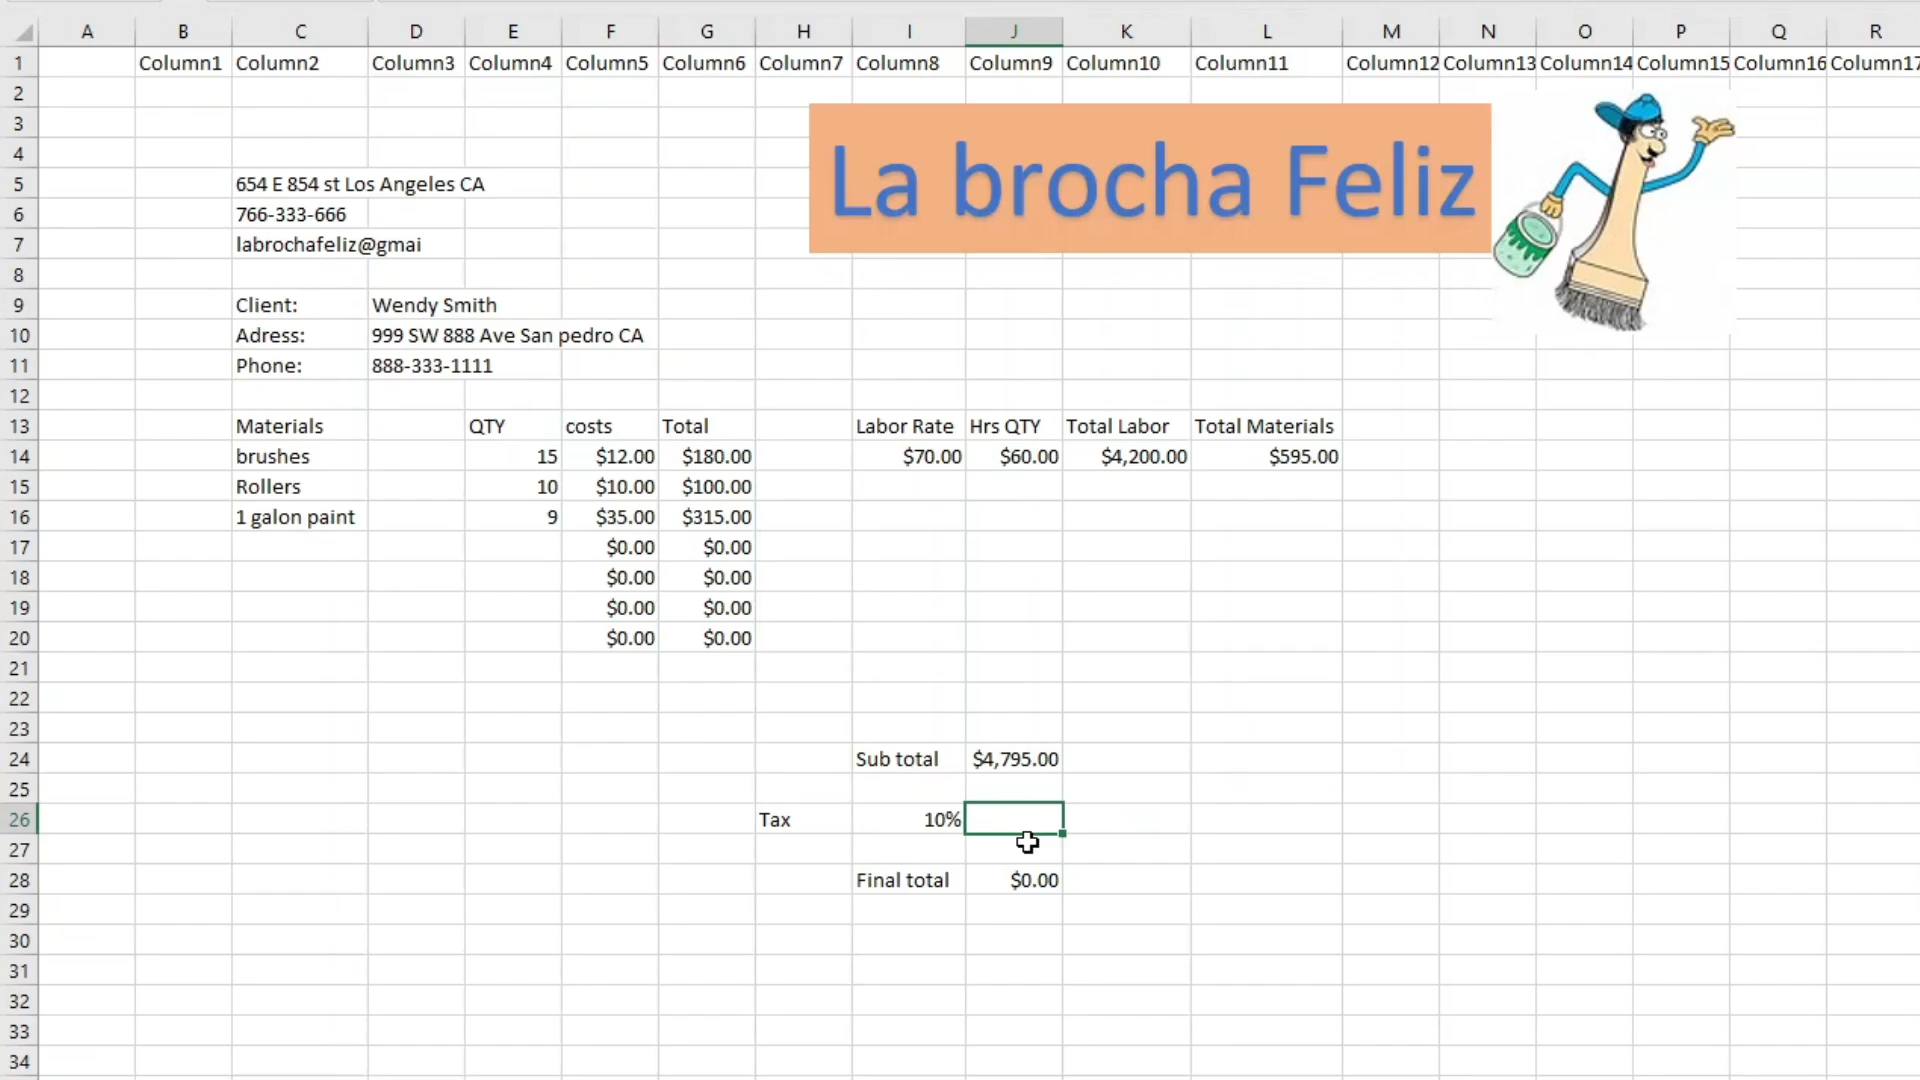 A B C D E F G H I J K L M N O P Q R
1 Column1 Column2 Column3 Column4 Column5 Column6 Column7 Column8 Column9 Column10 Column11 Column12 Column13 Column14 Column15 Column16 Column17
2
3
La brocha Feliz
4
5 654 E 854 st Los Angeles CA
6 766-333-666
7 labrochafeliz@gmai
8
9 Client: Wendy Smith
10 Adress: 999 SW 888 Ave San pedro CA
11 Phone: 888-333-1111
12
13 Materials QTY costs Total Labor Rate Hrs QTY Total Labor Total Materials
14 brushes 15 $12.00 $180.00 $70.00 $60.00 $4,200.00 $595.00
15 Rollers 10 $10.00 $100.00
16 1 galon paint 9 $35.00 $315.00
17 $0.00 $0.00
18 $0.00 $0.00
19 $0.00 $0.00
20 $0.00 $0.00
21
22
23
24 Sub total $4,795.00
25
26 Tax 10%
27
28 Final total $0.00
29
30
31
32
33
34